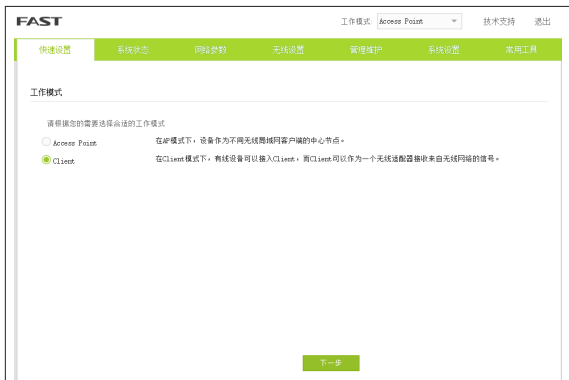 FAST 工作模式: Access Point 技术支持 退出
快速设置 系统状态 网络参数 无线设置 管理维护 系统设置 常用工具
工作模式
请根据您的需要选择合适的工作模式
Access Point 在AP模式下，设备作为不同无线局域网客户端的中心节点。
Client 在Client模式下，有线设备可以接入Client，而Client可以作为一个无线适配器接收来自无线网络的信号。
下一步